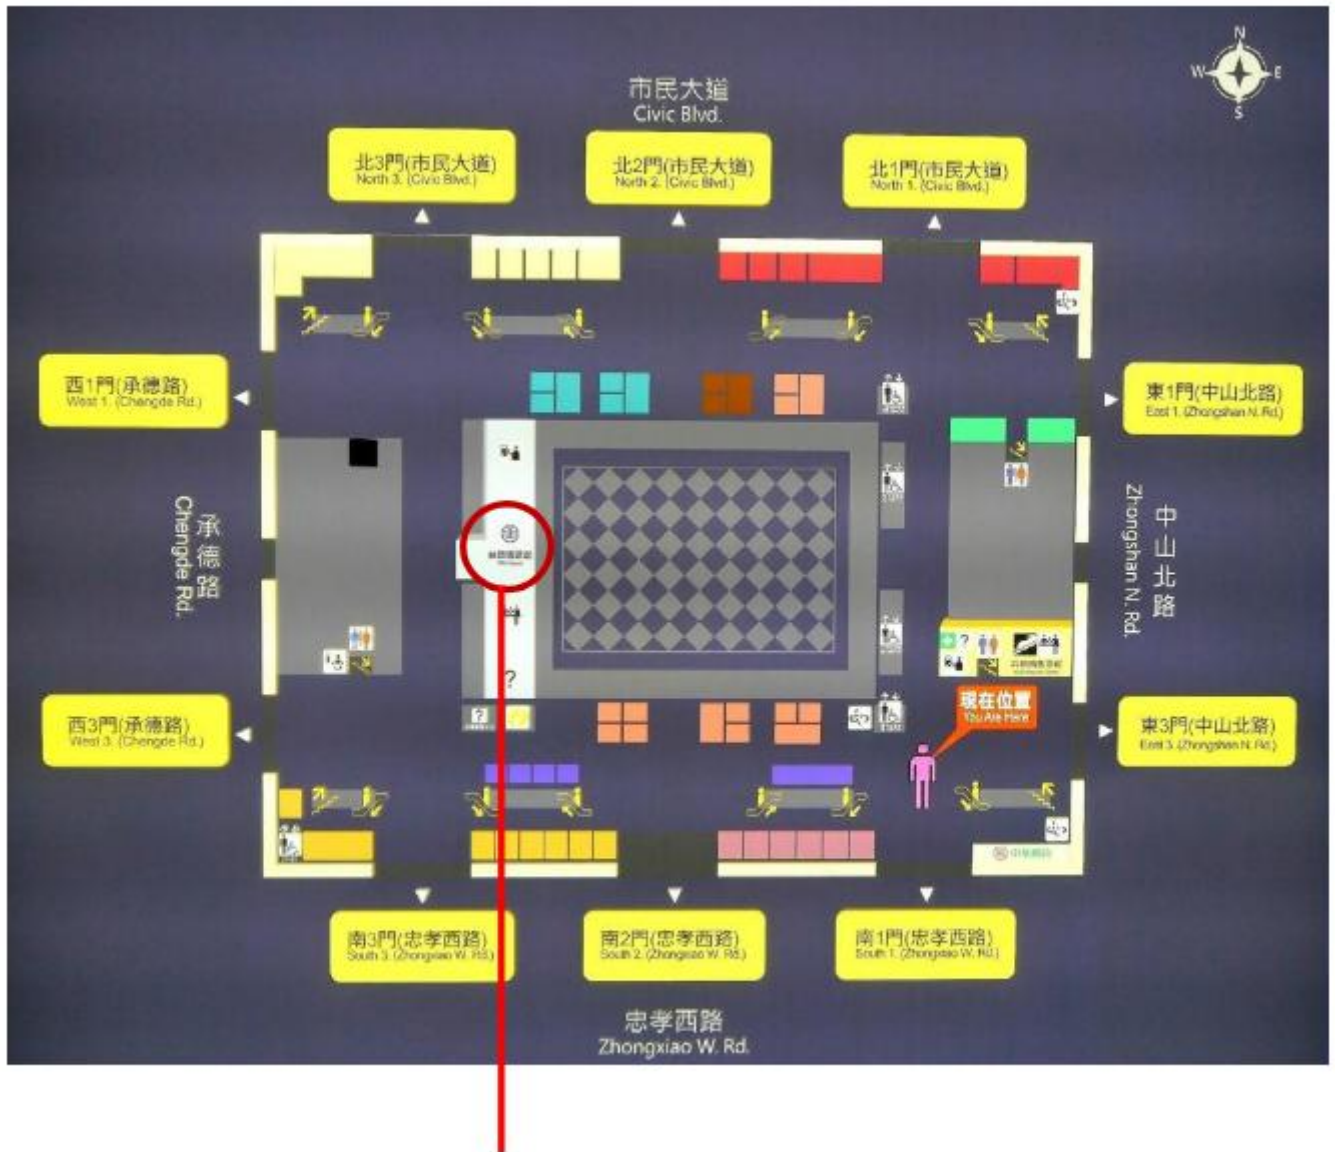 N
W
E
S
市民大道
Civic Blvd.
北3門(市民大道)
North 3. (Civic Blvd.)
北2門(市民大道)
North 2. (Civic Blvd.)
北1門(市民大道)
North 1. (Civic Blvd.)
西1門(承德路)
West 1. (Chengde Rd.)
東1門(中山北路)
East 1. (Zhongshan N. Rd.)
承德路
Chengde Rd.
中山北路
Zhongshan N. Rd.
?
?
?
現在位置
You Are Here
西3門(承德路)
West 3. (Chengde Rd.)
東3門(中山北路)
East 3. (Zhongshan N. Rd.)
南3門(忠孝西路)
South 3. (Zhongxiao W. Rd.)
南2門(忠孝西路)
South 2. (Zhongxiao W. Rd.)
南1門(忠孝西路)
South 1. (Zhongxiao W. Rd.)
忠孝西路
Zhongxiao W. Rd.